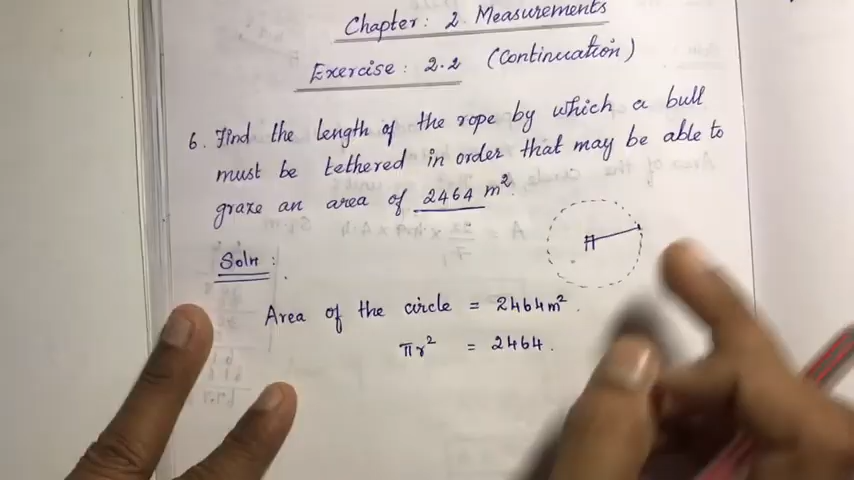 Chapter: 2. Measurements
Exercise: 2.2 (Continuation)
6. Find the length of the rope by which a bull
must be tethered in order that may be able to
graze an area of 2464 m².
Soln:
Area of the circle = 2464m².
πr² = 2464.